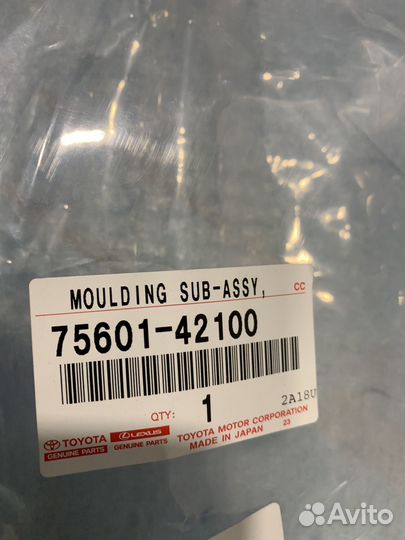 MOULDING SUB-ASSY, CC
75601-42100
QTY: 1 2A18U
TOYOTA LEXUS TOYOTA MOTOR CORPORATION
GENUINE PARTS GENUINE PARTS MADE IN JAPAN 23
Avito